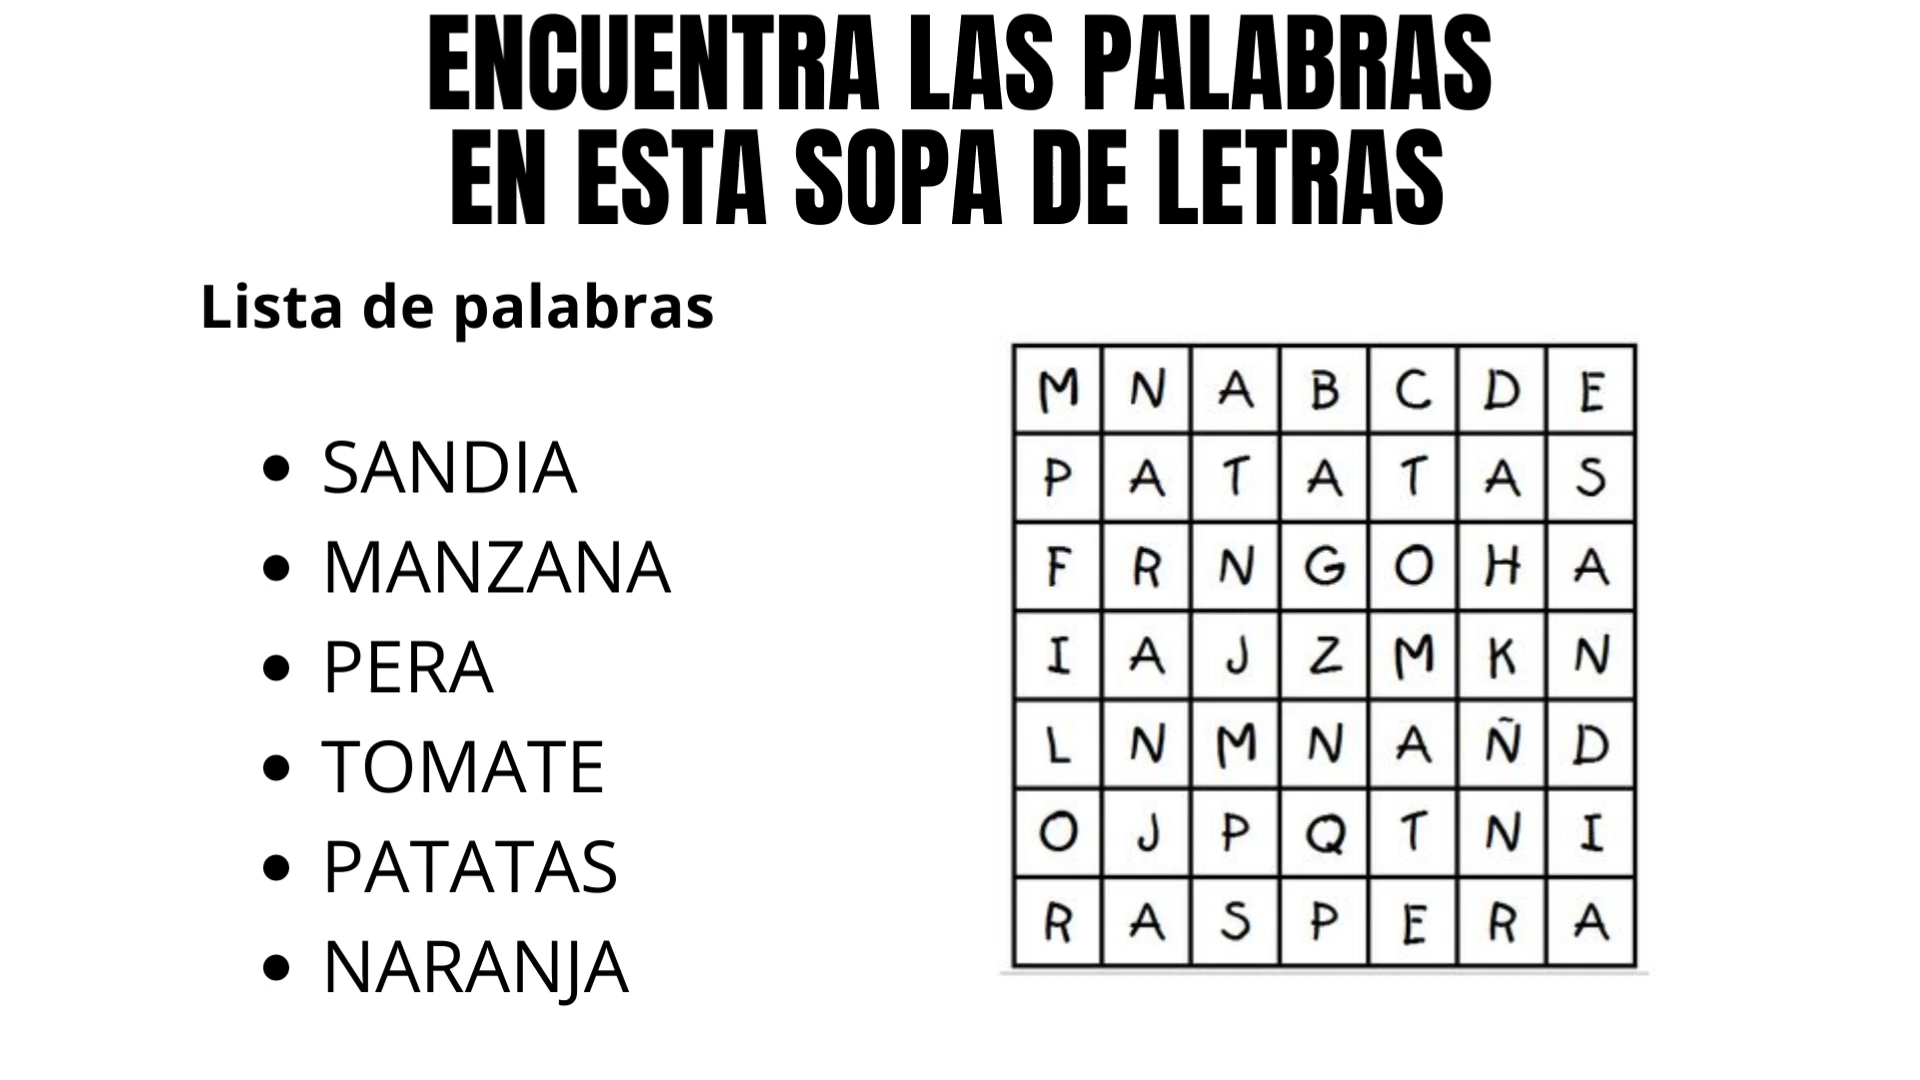 ENCUENTRA LAS PALABRAS
EN ESTA SOPA DE LETRAS
Lista de palabras
SANDIA
MANZANA
PERA
TOMATE
PATATAS
NARANJA
M N A B C D E
P A T A T A S
F R N G O H A
I A J Z M K N
L N M N A Ñ D
O J P Q T N I
R A S P E R A